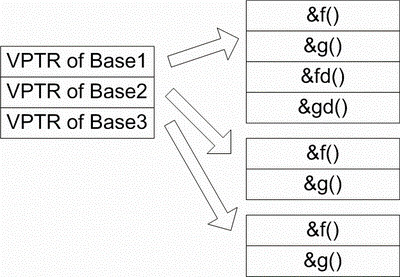 VPTR of Base1
VPTR of Base2
VPTR of Base3
&f()
&g()
&fd()
&gd()
&f()
&g()
&f()
&g()